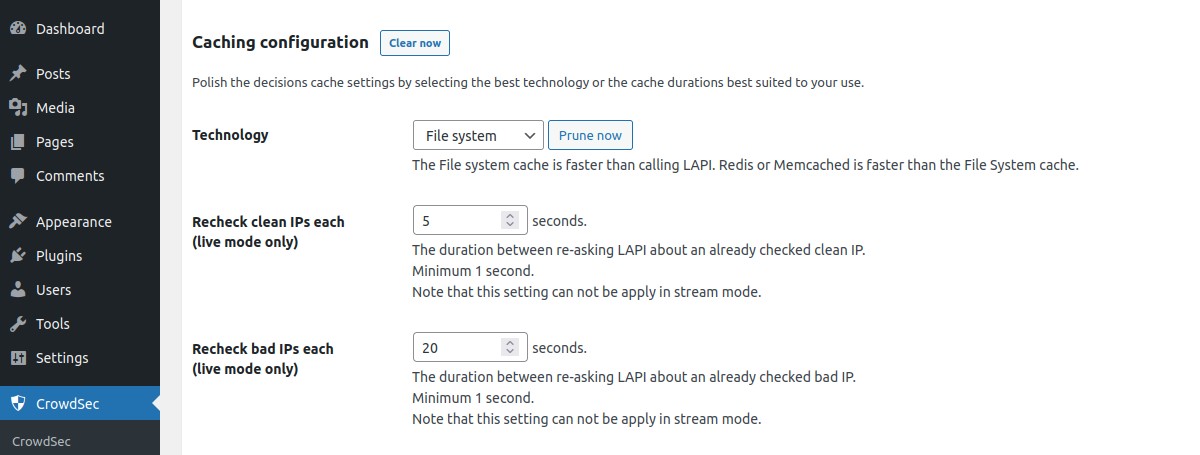 Dashboard
Posts
Media
Pages
Comments
Appearance
Plugins
Users
Tools
Settings
CrowdSec
CrowdSec
Caching configuration Clear now
Polish the decisions cache settings by selecting the best technology or the cache durations best suited to your use.
Technology File system Prune now
The File system cache is faster than calling LAPI. Redis or Memcached is faster than the File System cache.
Recheck clean IPs each 5 seconds.
(live mode only)
The duration between re-asking LAPI about an already checked clean IP.
Minimum 1 second.
Note that this setting can not be apply in stream mode.
Recheck bad IPs each 20 seconds.
(live mode only)
The duration between re-asking LAPI about an already checked bad IP.
Minimum 1 second.
Note that this setting can not be apply in stream mode.